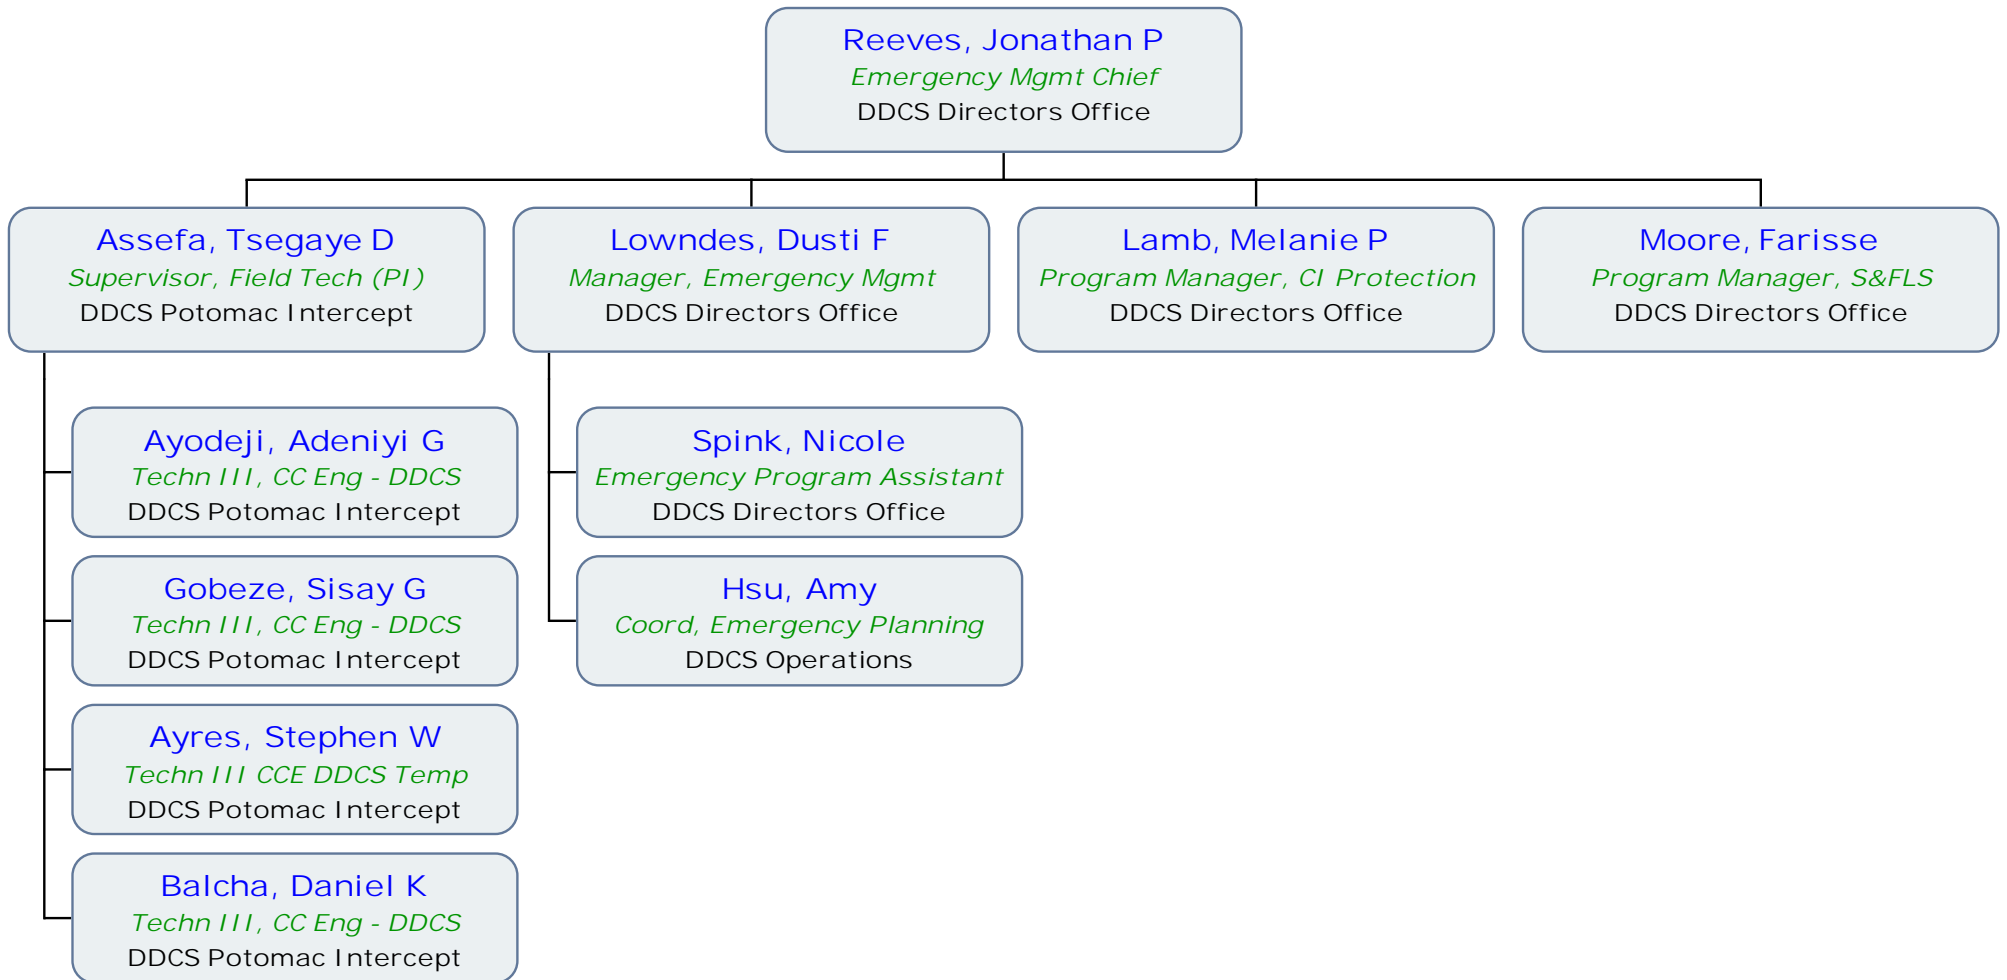 Reeves, Jonathan P
Emergency Mgmt Chief
DDCS Directors Office
Assefa, Tsegaye D
Supervisor, Field Tech (PI)
DDCS Potomac Intercept
Lowndes, Dusti F
Manager, Emergency Mgmt
DDCS Directors Office
Lamb, Melanie P
Program Manager, CI Protection
DDCS Directors Office
Moore, Farisse
Program Manager, S&FLS
DDCS Directors Office
Ayodeji, Adeniyi G
Techn III, CC Eng - DDCS
DDCS Potomac Intercept
Gobeze, Sisay G
Techn III, CC Eng - DDCS
DDCS Potomac Intercept
Ayres, Stephen W
Techn III CCE DDCS Temp
DDCS Potomac Intercept
Balcha, Daniel K
Techn III, CC Eng - DDCS
DDCS Potomac Intercept
Spink, Nicole
Emergency Program Assistant
DDCS Directors Office
Hsu, Amy
Coord, Emergency Planning
DDCS Operations